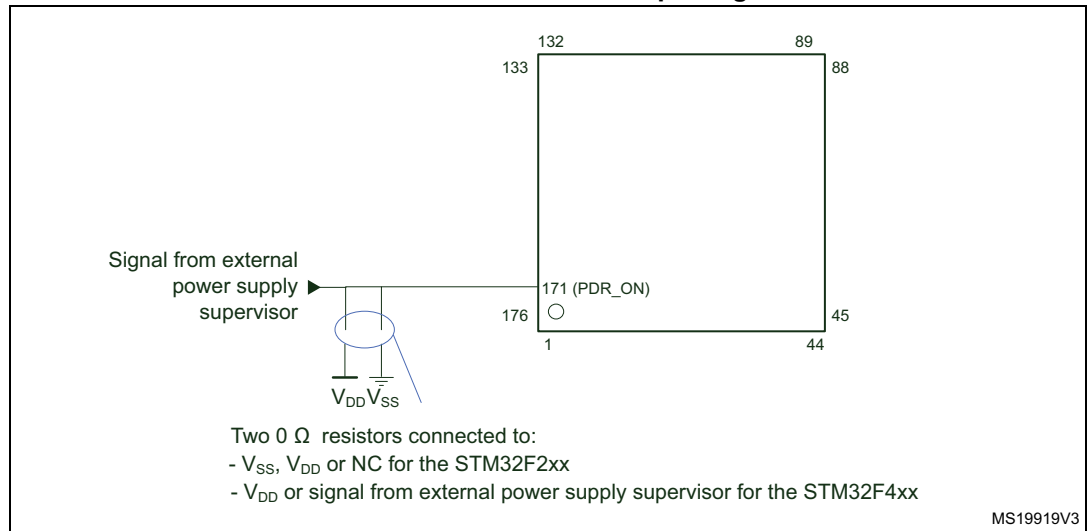 132
89
133
88
Signal from external
power supply
supervisor
171 (PDR_ON)
176
45
1
44
VDD VSS
Two 0 Ω resistors connected to:
- VSS, VDD or NC for the STM32F2xx
- VDD or signal from external power supply supervisor for the STM32F4xx
MS19919V3